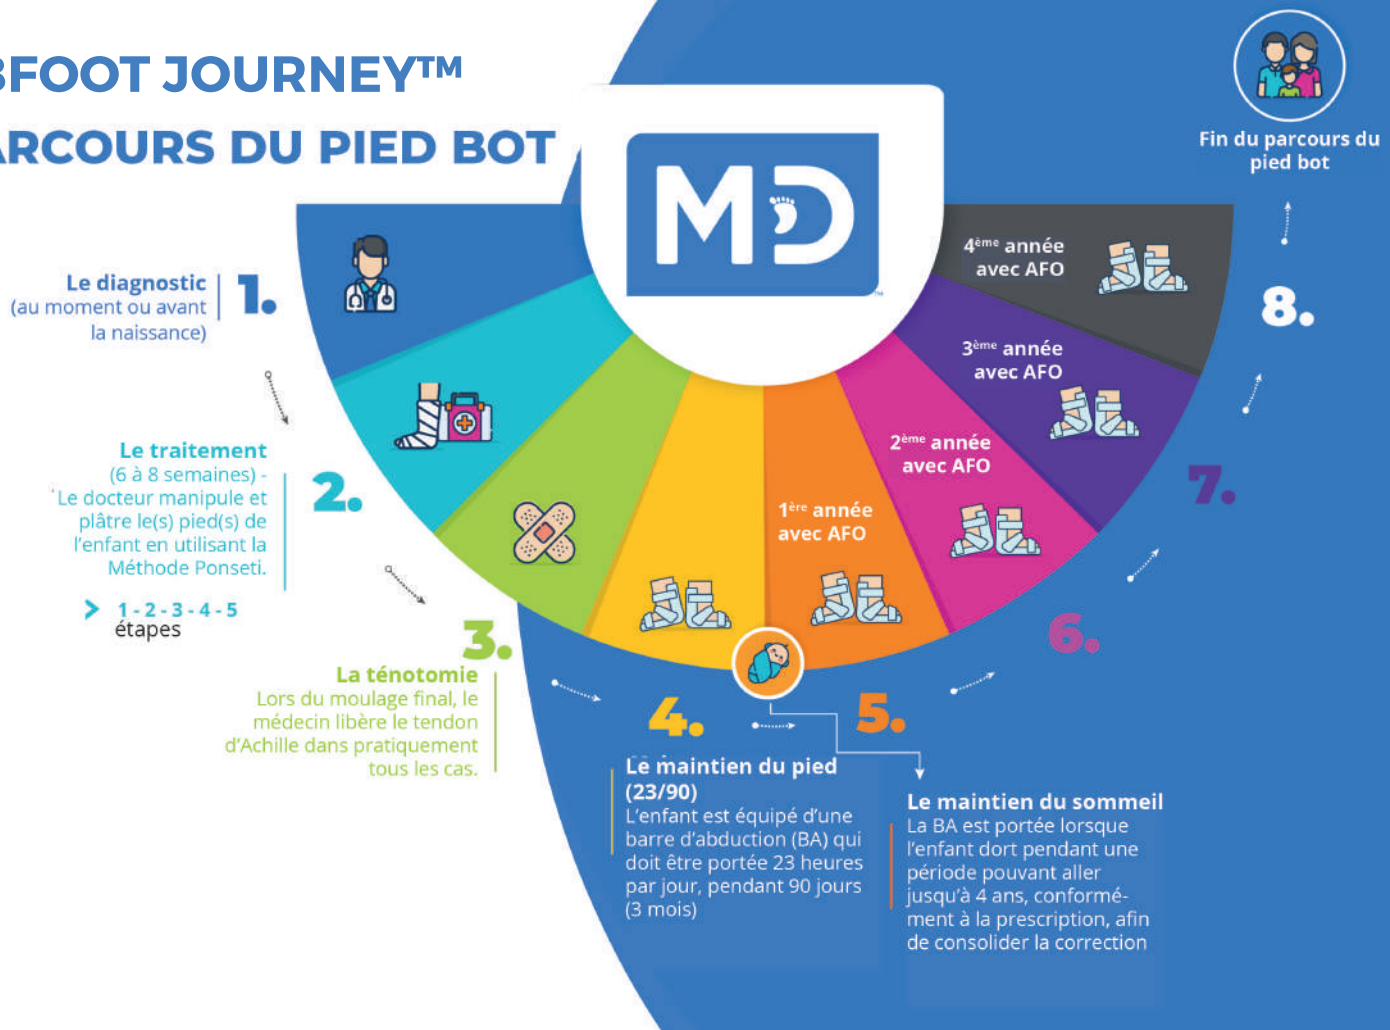 BFOOT JOURNEY™
ARCOURS DU PIED BOT
MD
™
Fin du parcours du
pied bot
1.
Le diagnostic
(au moment ou avant
la naissance)
2.
Le traitement
(6 à 8 semaines) -
Le docteur manipule et
plâtre le(s) pied(s) de
l'enfant en utilisant la
Méthode Ponseti.
> 1 - 2 - 3 - 4 - 5
étapes
3.
La ténotomie
Lors du moulage final, le
médecin libère le tendon
d'Achille dans pratiquement
tous les cas.
4.
Le maintien du pied
(23/90)
L'enfant est équipé d'une
barre d'abduction (BA) qui
doit être portée 23 heures
par jour, pendant 90 jours
(3 mois)
5.
Le maintien du sommeil
La BA est portée lorsque
l'enfant dort pendant une
période pouvant aller
jusqu'à 4 ans, conformé-
ment à la prescription, afin
de consolider la correction
1ère année
avec AFO
6.
2ème année
avec AFO
7.
3ème année
avec AFO
8.
4ème année
avec AFO